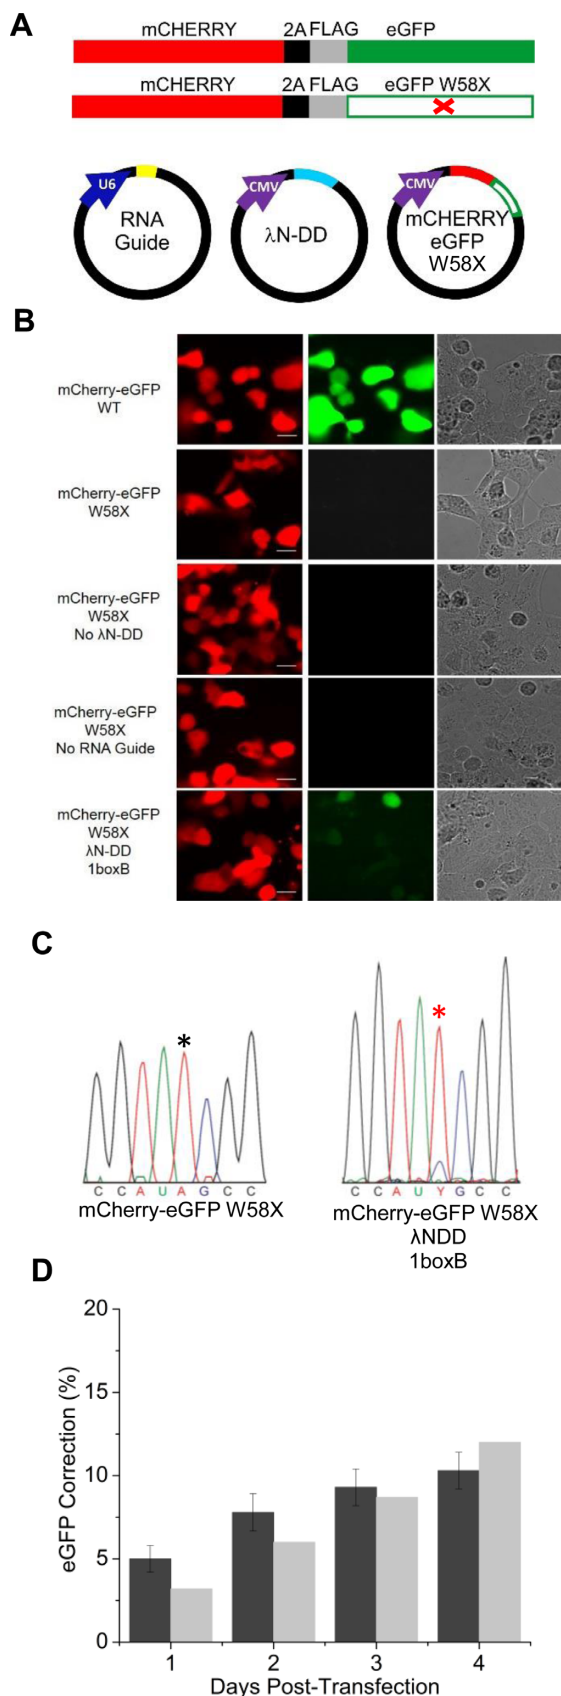 A
mCHERRY 2A FLAG eGFP
mCHERRY 2A FLAG eGFP W58X
U6
RNA
Guide
CMV
λN-DD
CMV
mCHERRY
eGFP
W58X
B
mCherry-eGFP
WT
mCherry-eGFP
W58X
mCherry-eGFP
W58X
No λN-DD
mCherry-eGFP
W58X
No RNA Guide
mCherry-eGFP
W58X
λN-DD
1boxB
C
*
C C A U A G C C
mCherry-eGFP W58X
*
C C A U Y G C C
mCherry-eGFP W58X
λNDD
1boxB
D
eGFP Correction (%)
20
15
10
5
0
1 2 3 4
Days Post-Transfection